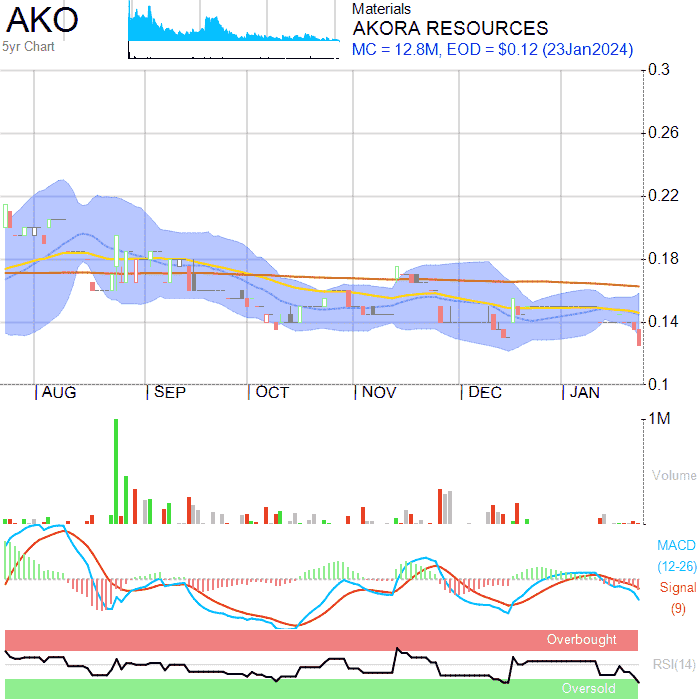 AKO
5yr Chart
Materials
AKORA RESOURCES
MC = 12.8M, EOD = $0.12 (23Jan2024)
0.3
0.26
0.22
0.18
0.14
0.1
AUG SEP OCT NOV DEC JAN
1M
Volume
MACD
(12-26)
Signal
(9)
Overbought
RSI(14)
Oversold